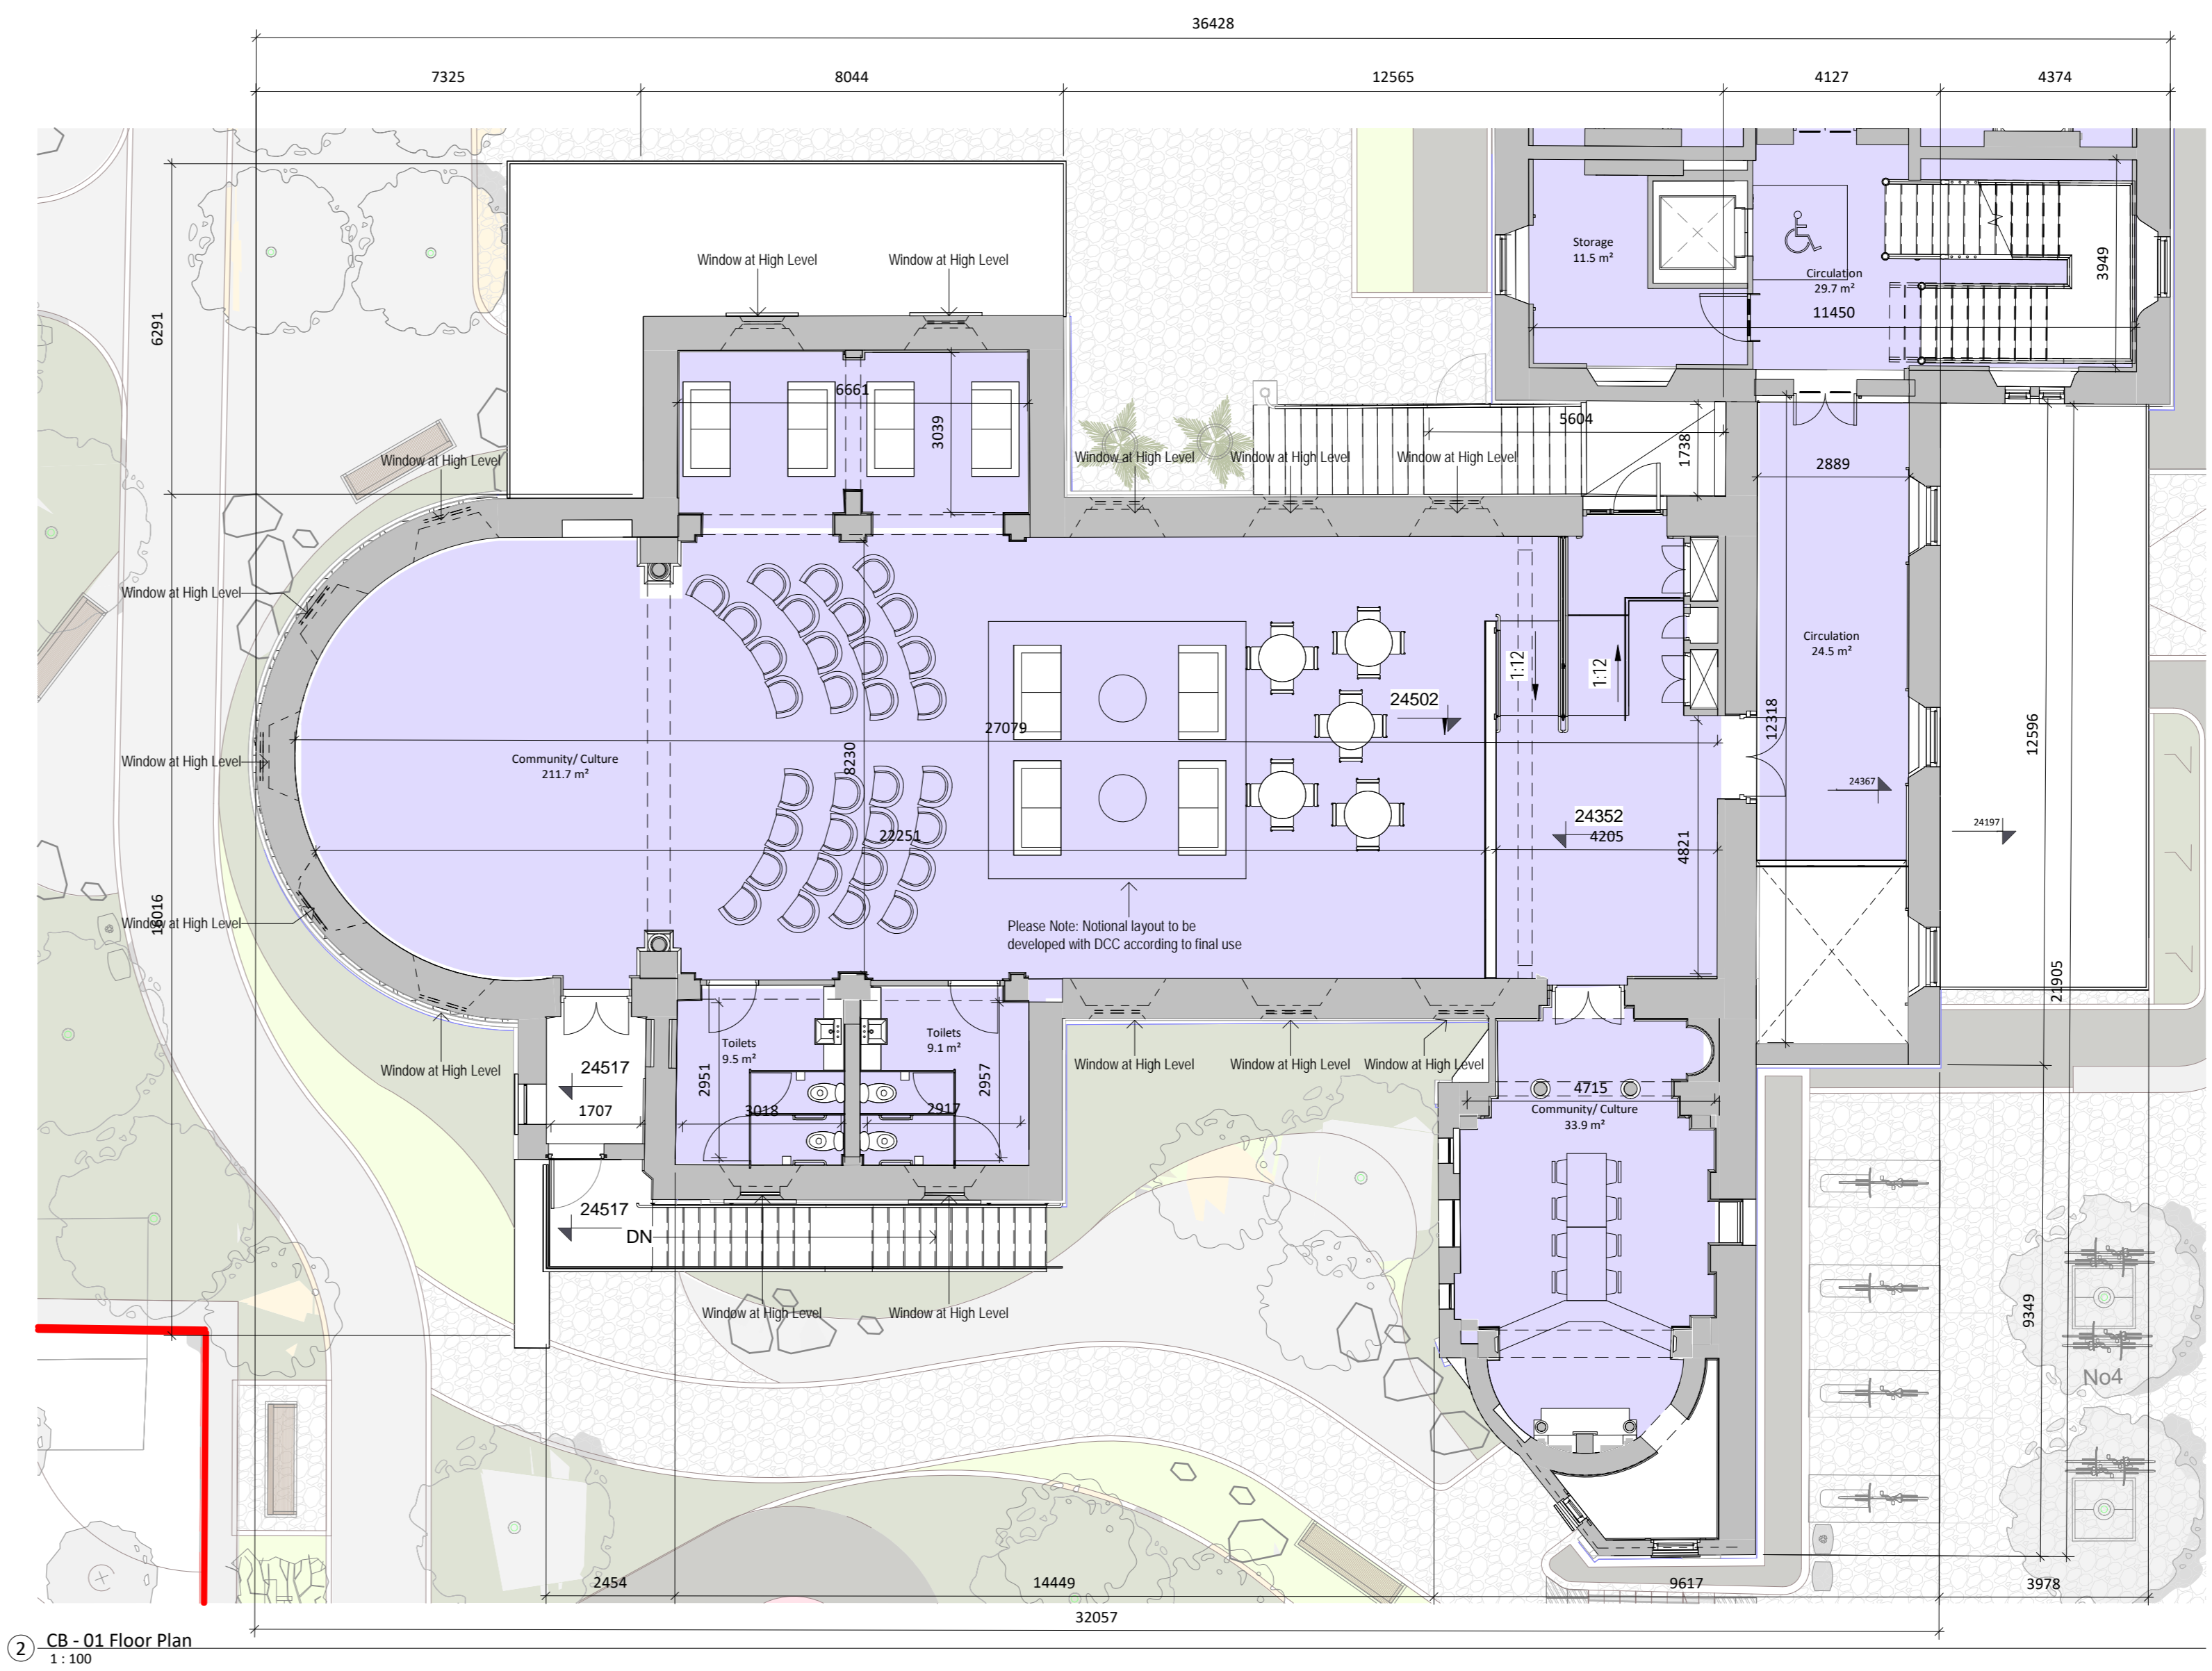 36428
7325
8044
12565
4127
4374
Window at High Level
Window at High Level
Storage
11.5 m²
Circulation
29.7 m²
3949
11450
6291
6661
3039
5604
1738
Window at High Level
Window at High Level
Window at High Level
Window at High Level
2889
Window at High Level
Circulation
24.5 m²
1:12
1:12
24502
27079
8230
12318
12596
Window at High Level
Community/ Culture
211.7 m²
24367
24352
4205
4821
24197
22251
Window at High Level
16016
Please Note: Notional layout to be
developed with DCC according to final use
21905
Toilets
9.5 m²
Toilets
9.1 m²
Window at High Level
24517
1707
2951
3018
2917
2957
Window at High Level
Window at High Level
Window at High Level
4715
Community/ Culture
33.9 m²
24517
DN
Window at High Level
Window at High Level
9349
No4
2454
14449
9617
3978
32057
2
CB - 01 Floor Plan
1 : 100